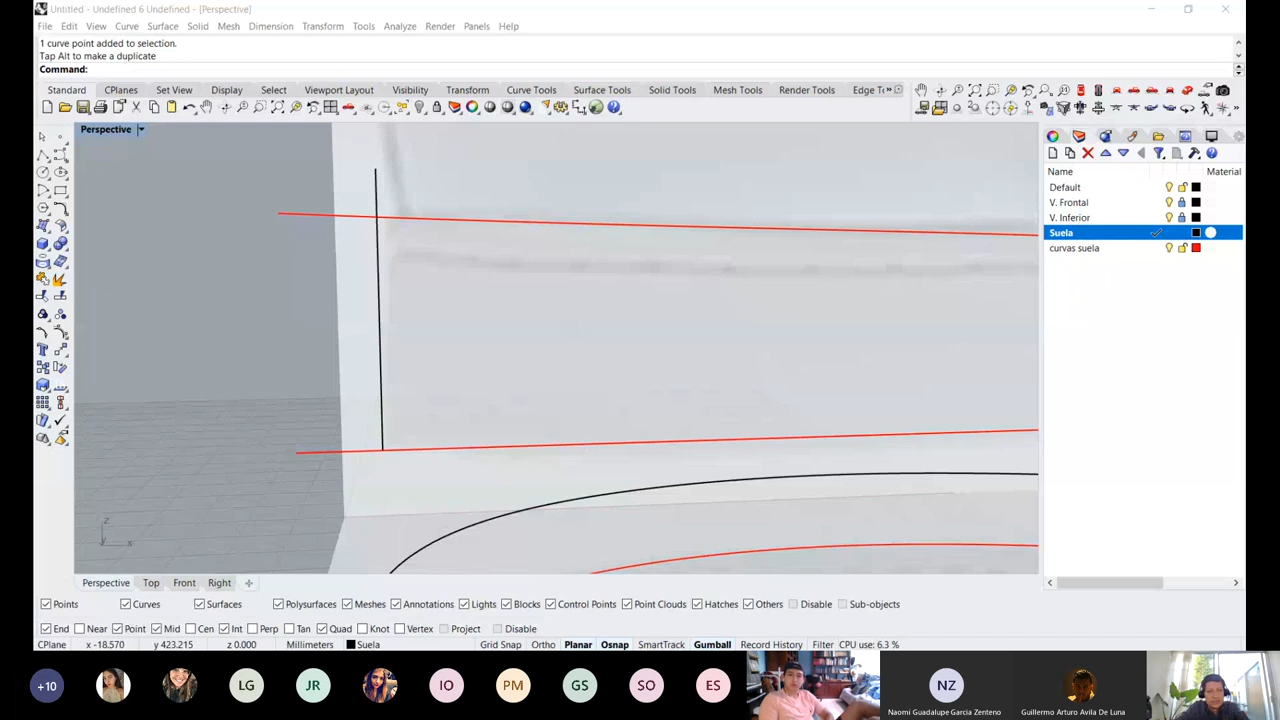 Untitled - Undefined 6 Undefined - [Perspective]
File Edit View Curve Surface Solid Mesh Dimension Transform Tools Analyze Render Panels Help
1 curve point added to selection.
Tap Alt to make a duplicate
Command:
Standard CPlanes Set View Display Select Viewport Layout Visibility Transform Curve Tools Surface Tools Solid Tools Mesh Tools Render Tools Edge T
Perspective
Name Material
Default
V. Frontal
V. Inferior
Suela
curvas suela
z
x
Perspective Top Front Right
Points Curves Surfaces Polysurfaces Meshes Annotations Lights Blocks Control Points Point Clouds Hatches Others Disable Sub-objects
End Near Point Mid Cen Int Perp Tan Quad Knot Vertex Project Disable
CPlane x -18.570 y 423.215 z 0.000 Millimeters Suela Grid Snap Ortho Planar Osnap SmartTrack Gumball Record History Filter CPU use: 6.3 %
+10 LG JR IO PM GS SO ES NZ
Naomi Guadalupe Garcia Zenteno Guillermo Arturo Avila De Luna